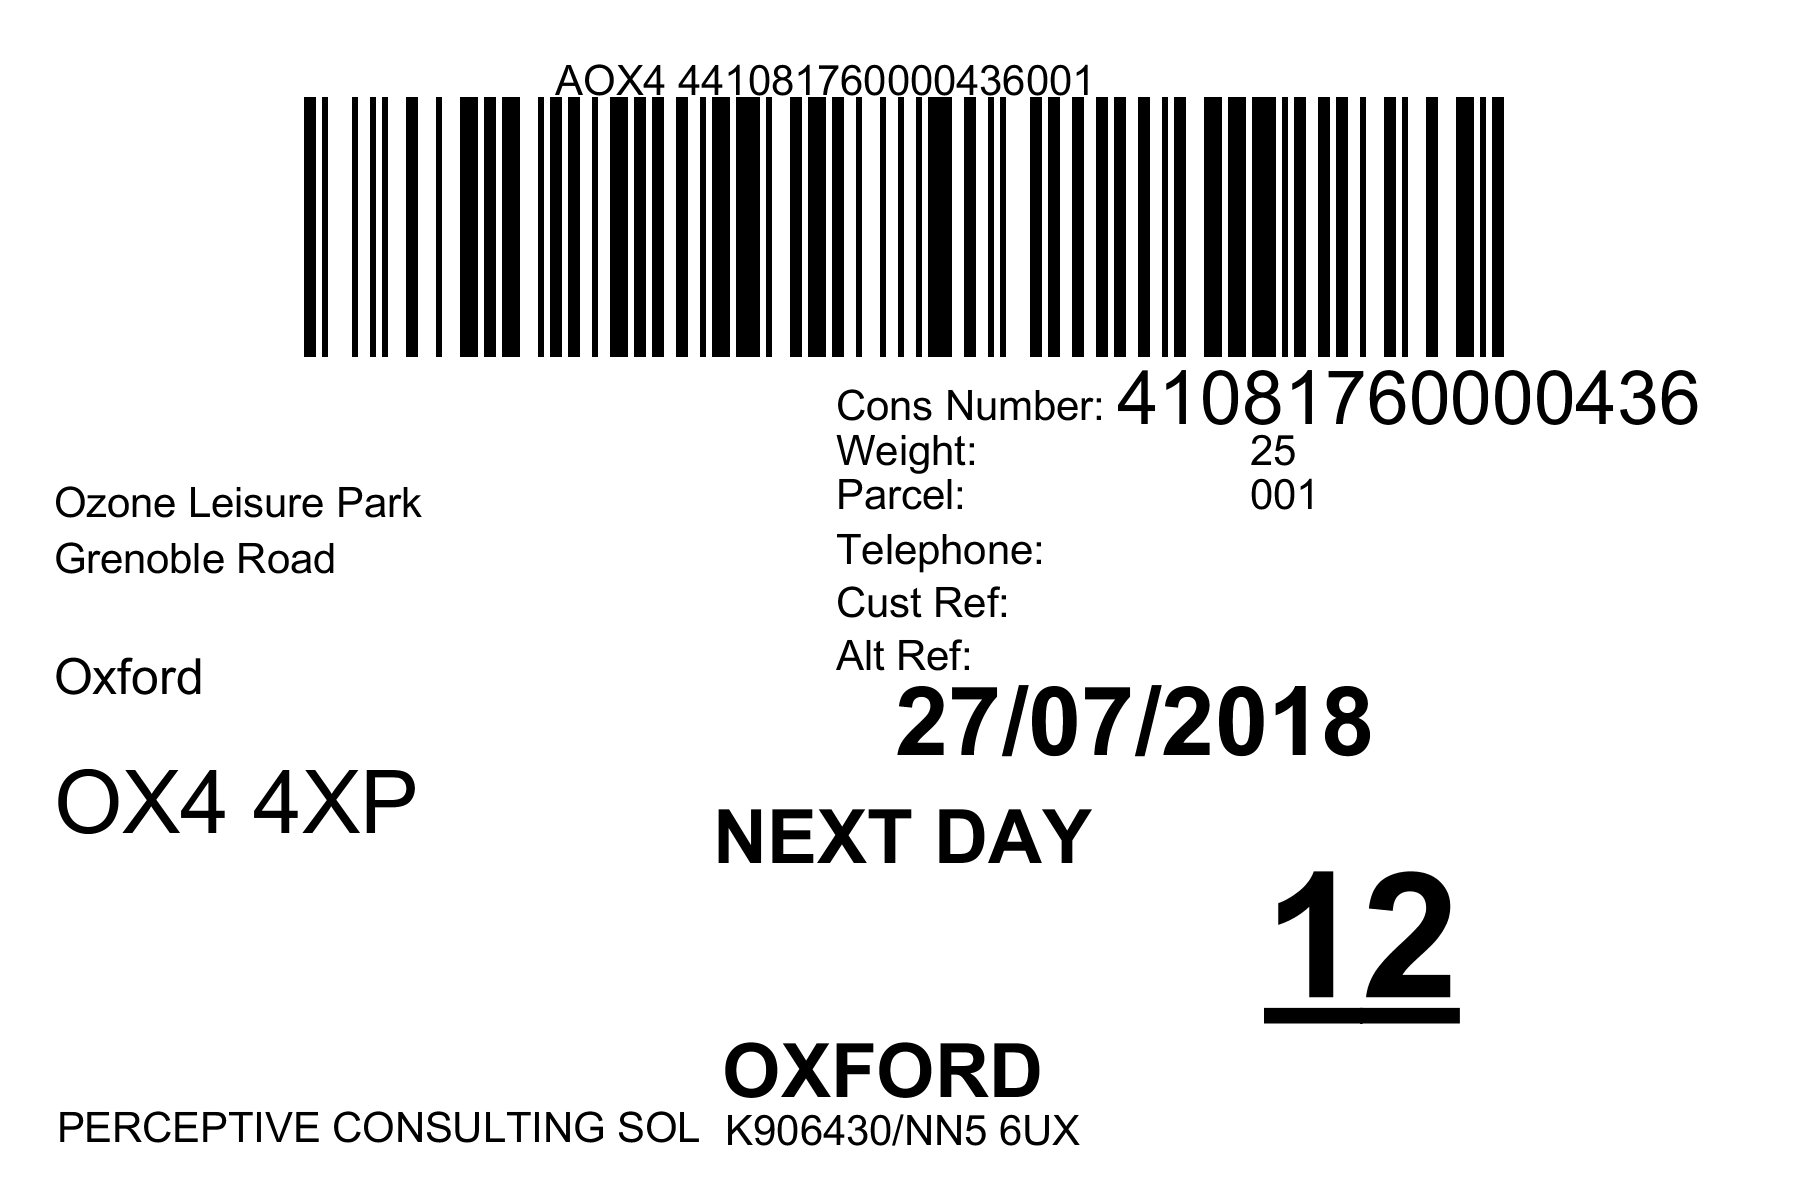 AOX4 441081760000436001
Cons Number: 41081760000436
Weight: 25
Parcel: 001
Telephone:
Cust Ref:
Alt Ref:
Ozone Leisure Park
Grenoble Road
Oxford
OX4 4XP
27/07/2018
NEXT DAY
12
OXFORD
PERCEPTIVE CONSULTING SOL K906430/NN5 6UX